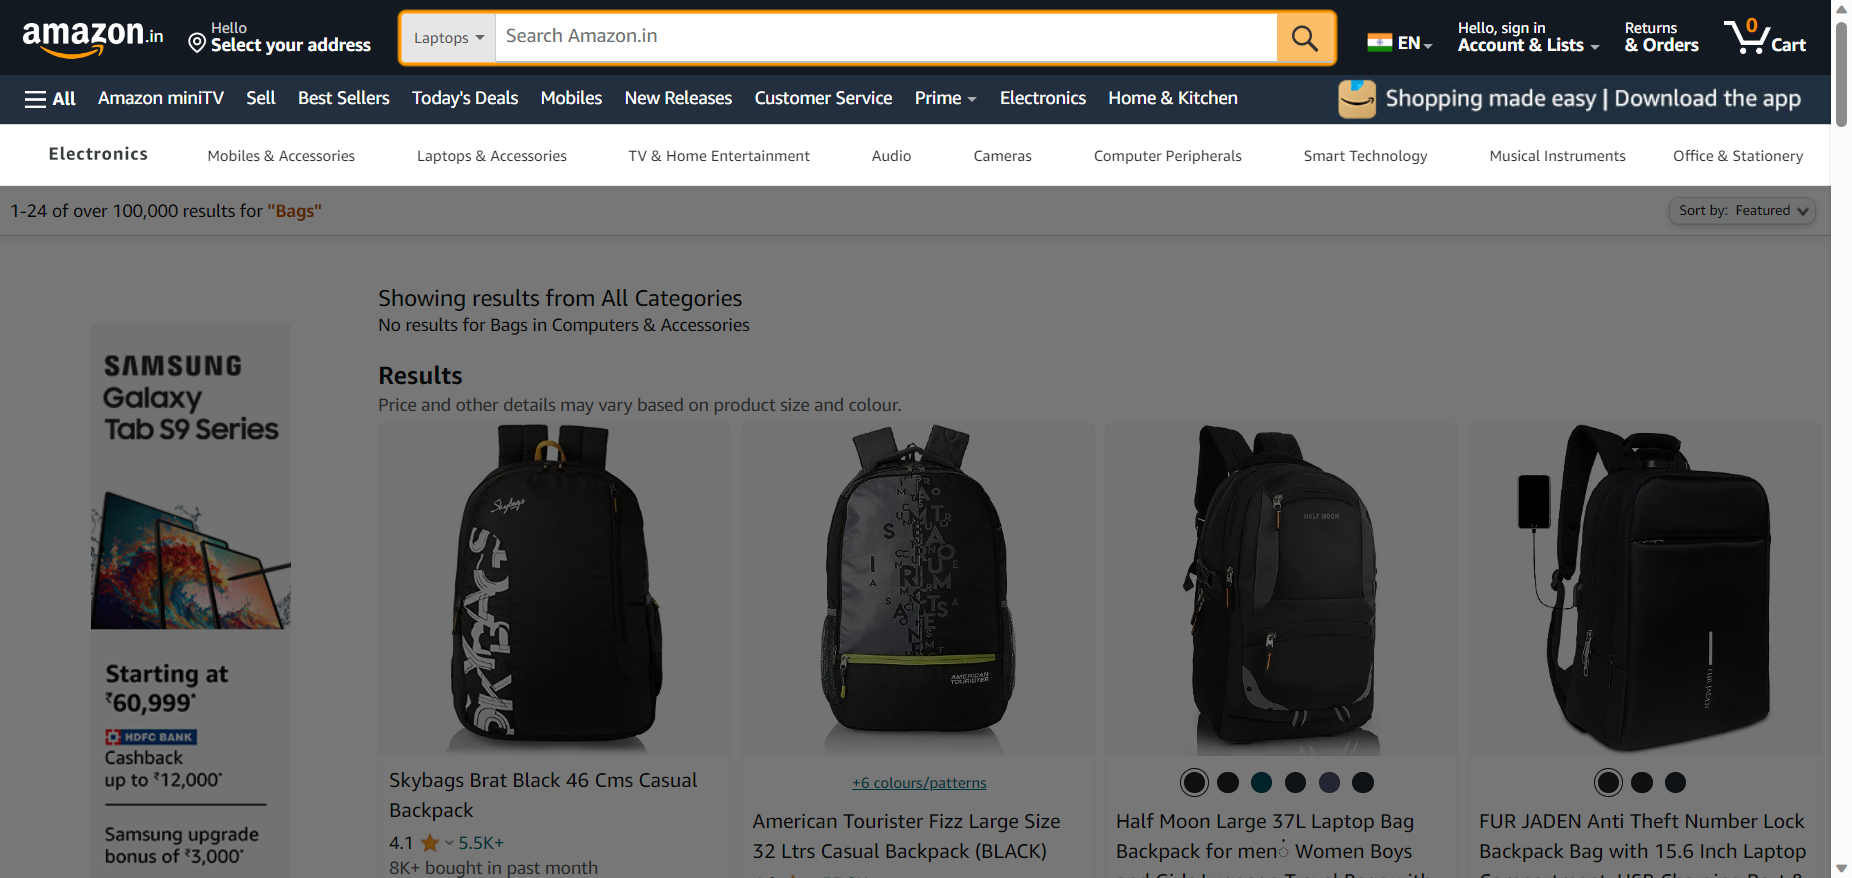 amazon.in
Hello
Select your address
Laptops
Search Amazon.in
EN
Hello, sign in
Account & Lists
Returns
& Orders
0
Cart
All
Amazon miniTV
Sell
Best Sellers
Today's Deals
Mobiles
New Releases
Customer Service
Prime
Electronics
Home & Kitchen
Shopping made easy | Download the app
Electronics
Mobiles & Accessories
Laptops & Accessories
TV & Home Entertainment
Audio
Cameras
Computer Peripherals
Smart Technology
Musical Instruments
Office & Stationery
1-24 of over 100,000 results for "Bags"
Sort by: Featured
Showing results from All Categories
No results for Bags in Computers & Accessories
Results
Price and other details may vary based on product size and colour.
SAMSUNG
Galaxy
Tab S9 Series
Starting at
₹60,999*
HDFC BANK
Cashback
up to ₹12,000*
Samsung upgrade
bonus of ₹3,000*
Skybags
Skybags Brat Black 46 Cms Casual
Backpack
4.1
5.5K+
8K+ bought in past month
AMERICAN
TOURISTER
+6 colours/patterns
American Tourister Fizz Large Size
32 Ltrs Casual Backpack (BLACK)
HALF MOON
Half Moon Large 37L Laptop Bag
Backpack for men Women Boys
FUR JADEN
FUR JADEN Anti Theft Number Lock
Backpack Bag with 15.6 Inch Laptop